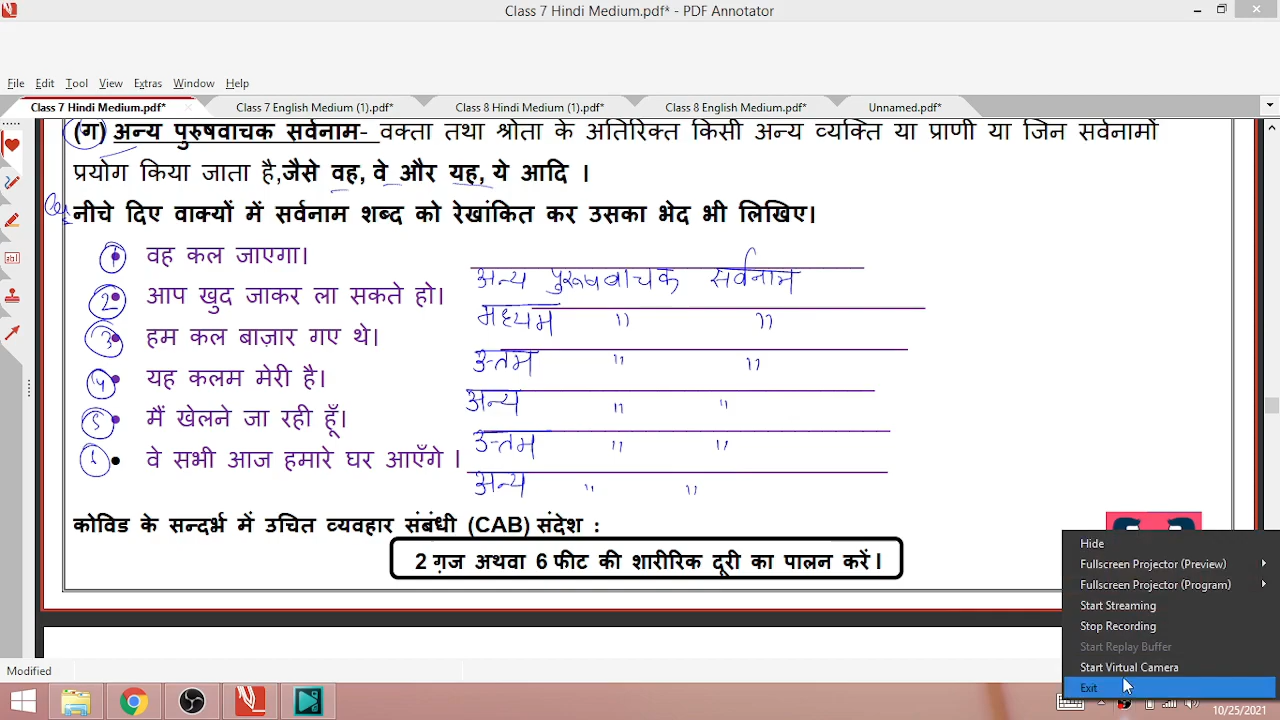 Class 7 Hindi Medium.pdf* - PDF Annotator
File Edit Tool View Extras Window Help
Class 7 Hindi Medium.pdf* Class 7 English Medium (1).pdf* Class 8 Hindi Medium (1).pdf* Class 8 English Medium.pdf* Unnamed.pdf*
(ग) अन्य पुरुषवाचक सर्वनाम- वक्ता तथा श्रोता के अतिरिक्त किसी अन्य व्यक्ति या प्राणी या जिन सर्वनामों
प्रयोग किया जाता है,जैसे वह, वे और यह, ये आदि ।
नीचे दिए वाक्यों में सर्वनाम शब्द को रेखांकित कर उसका भेद भी लिखिए।
1 वह कल जाएगा। अन्य पुरूषवाचक सर्वनाम
2 आप खुद जाकर ला सकते हो। मध्यम " "
3 हम कल बाज़ार गए थे। उत्तम " "
4 यह कलम मेरी है। अन्य " "
5 मैं खेलने जा रही हूँ। उत्तम " "
• वे सभी आज हमारे घर आएँगे । अन्य " "
कोविड के सन्दर्भ में उचित व्यवहार संबंधी (CAB) संदेश :
2 ग़ज अथवा 6 फीट की शारीरिक दूरी का पालन करें।
Hide
Fullscreen Projector (Preview)
Fullscreen Projector (Program)
Start Streaming
Stop Recording
Start Replay Buffer
Start Virtual Camera
Exit
Modified
10/25/2021